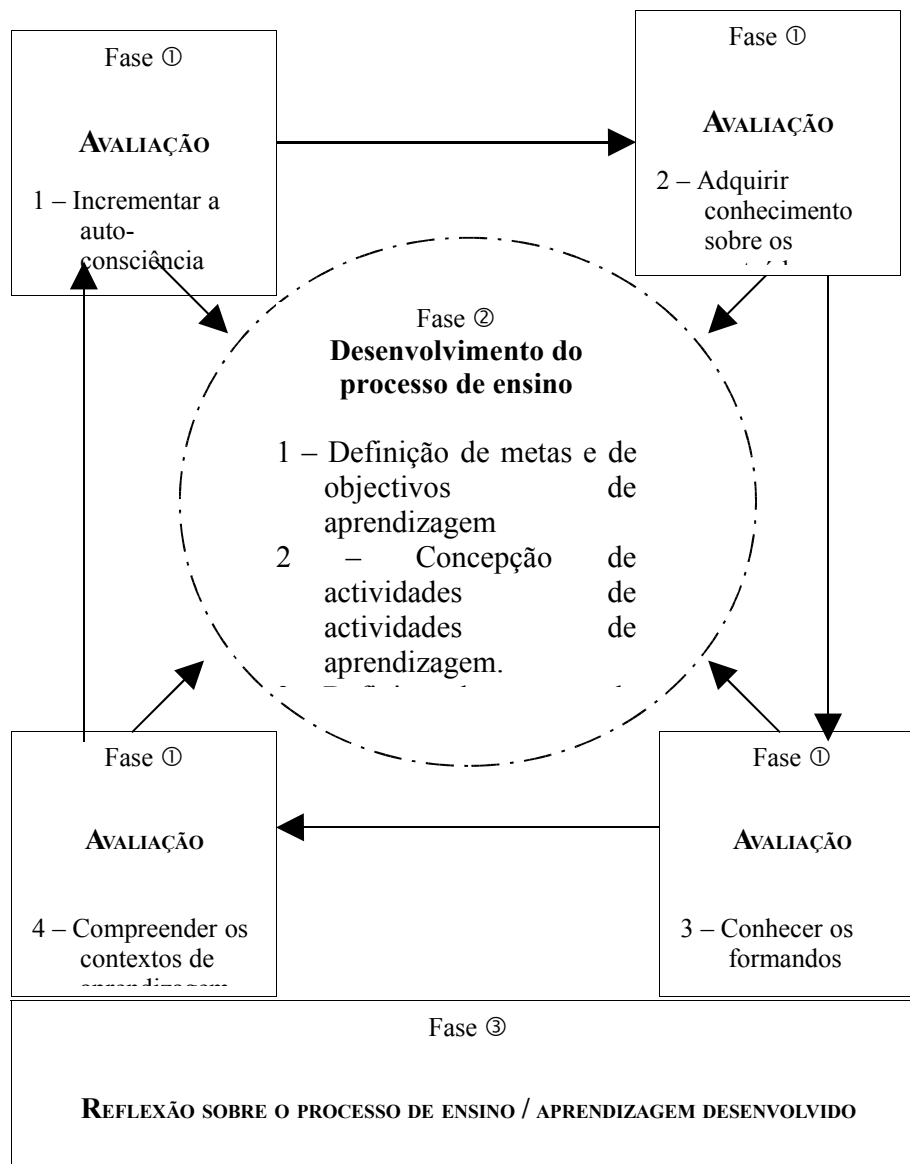 Fase ①
AVALIAÇÃO
1 – Incrementar a
auto-
consciência
Fase ①
AVALIAÇÃO
2 – Adquirir
conhecimento
sobre os
Fase ②
Desenvolvimento do
processo de ensino
1 – Definição de metas e de
objectivos de
aprendizagem
2 – Concepção de
actividades de
actividades de
aprendizagem.
Fase ①
AVALIAÇÃO
4 – Compreender os
contextos de
aprendizagem
Fase ①
AVALIAÇÃO
3 – Conhecer os
formandos
Fase ③
REFLEXÃO SOBRE O PROCESSO DE ENSINO / APRENDIZAGEM DESENVOLVIDO